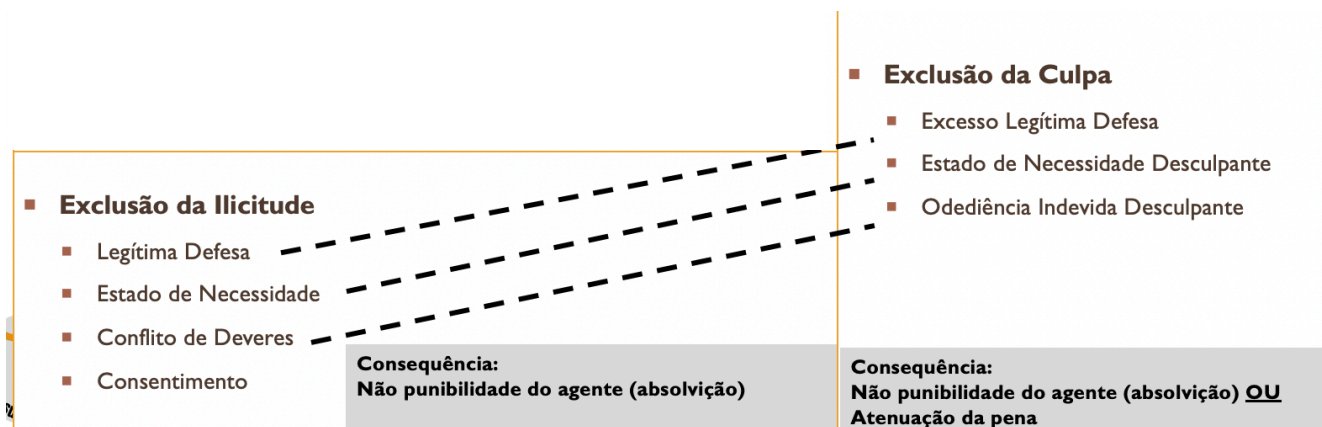 Exclusão da Ilicitude
Legítima Defesa
Estado de Necessidade
Conflito de Deveres
Consentimento
Consequência:
Não punibilidade do agente (absolvição)
Exclusão da Culpa
Excesso Legítima Defesa
Estado de Necessidade Desculpante
Odediência Indevida Desculpante
Consequência:
Não punibilidade do agente (absolvição) OU
Atenuação da pena